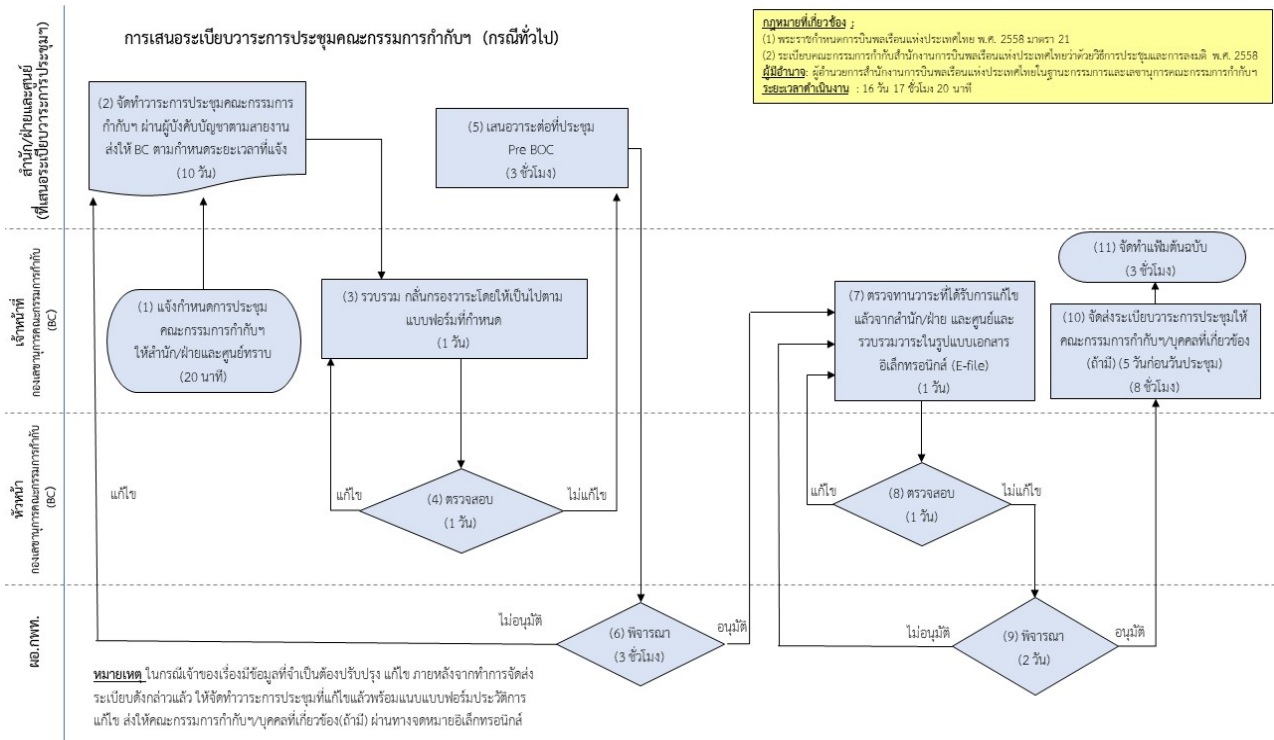 การเสนอระเบียบวาระการประชุมคณะกรรมการกำกับฯ (กรณีทั่วไป)
กฎหมายที่เกี่ยวข้อง :
(1) พระราชกำหนดการบินพลเรือนแห่งประเทศไทย พ.ศ. 2558 มาตรา 21
(2) ระเบียบคณะกรรมการกำกับสำนักงานการบินพลเรือนแห่งประเทศไทยว่าด้วยวิธีการประชุมและการลงมติ พ.ศ. 2558
ผู้มีอำนาจ: ผู้อำนวยการสำนักงานการบินพลเรือนแห่งประเทศไทยในฐานะกรรมการและเลขานุการคณะกรรมการกำกับฯ
ระยะเวลาดำเนินงาน : 16 วัน 17 ชั่วโมง 20 นาที
สำนัก/ฝ่ายและศูนย์
(ที่เสนอระเบียบวาระการประชุมฯ)
(2) จัดทำวาระการประชุมคณะกรรมการ
กำกับฯ ผ่านผู้บังคับบัญชาตามสายงาน
ส่งให้ BC ตามกำหนดระยะเวลาที่แจ้ง
(10 วัน)
(5) เสนอวาระต่อที่ประชุม
Pre BOC
(3 ชั่วโมง)
เจ้าหน้าที่
กองเลขานุการคณะกรรมการกำกับ
(BC)
(1) แจ้งกำหนดการประชุม
คณะกรรมการกำกับฯ
ให้สำนัก/ฝ่ายและศูนย์ทราบ
(20 นาที)
(3) รวบรวม กลั่นกรองวาระโดยให้เป็นไปตาม
แบบฟอร์มที่กำหนด
(1 วัน)
(7) ตรวจทานวาระที่ได้รับการแก้ไข
แล้วจากสำนัก/ฝ่าย และศูนย์และ
รวบรวมวาระในรูปแบบเอกสาร
อิเล็กทรอนิกส์ (E-file)
(1 วัน)
(11) จัดทำแฟ้มต้นฉบับ
(3 ชั่วโมง)
(10) จัดส่งระเบียบวาระการประชุมให้
คณะกรรมการกำกับฯ/บุคคลที่เกี่ยวข้อง
(ถ้ามี) (5 วันก่อนวันประชุม)
(8 ชั่วโมง)
หัวหน้า
กองเลขานุการคณะกรรมการกำกับ
(BC)
แก้ไข
แก้ไข
(4) ตรวจสอบ
(1 วัน)
ไม่แก้ไข
แก้ไข
(8) ตรวจสอบ
(1 วัน)
ไม่แก้ไข
ผอ.กพท.
ไม่อนุมัติ
(6) พิจารณา
(3 ชั่วโมง)
อนุมัติ
ไม่อนุมัติ
(9) พิจารณา
(2 วัน)
อนุมัติ
หมายเหตุ ในกรณีเจ้าของเรื่องมีข้อมูลที่จำเป็นต้องปรับปรุง แก้ไข ภายหลังจากทำการจัดส่ง
ระเบียบดังกล่าวแล้ว ให้จัดทำวาระการประชุมที่แก้ไขแล้วพร้อมแนบแบบฟอร์มประวัติการ
แก้ไข ส่งให้คณะกรรมการกำกับฯ/บุคคลที่เกี่ยวข้อง(ถ้ามี) ผ่านทางจดหมายอิเล็กทรอนิกส์